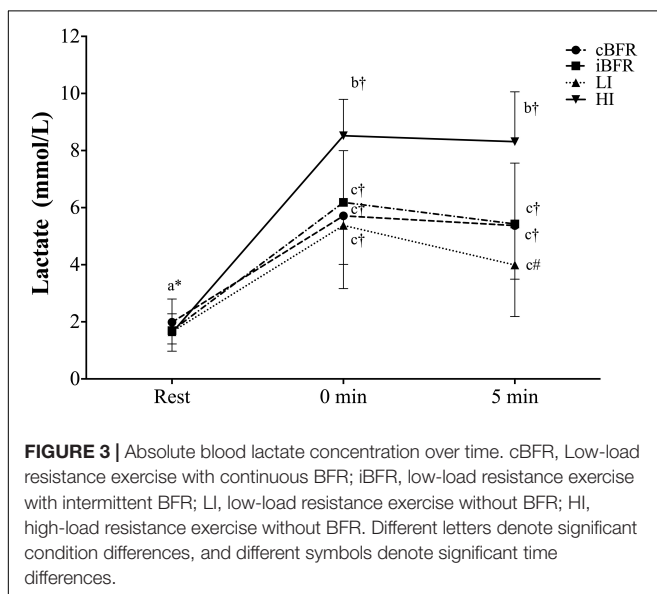 12
10
8
6
4
2
0
Lactate (mmol/L)
cBFR
iBFR
LI
HI
b†
b†
a*
c†
c†
c†
c†
c†
c#
Rest
0 min
5 min
FIGURE 3 | Absolute blood lactate concentration over time. cBFR, Low-load
resistance exercise with continuous BFR; iBFR, low-load resistance exercise
with intermittent BFR; LI, low-load resistance exercise without BFR; HI,
high-load resistance exercise without BFR. Different letters denote significant
condition differences, and different symbols denote significant time
differences.